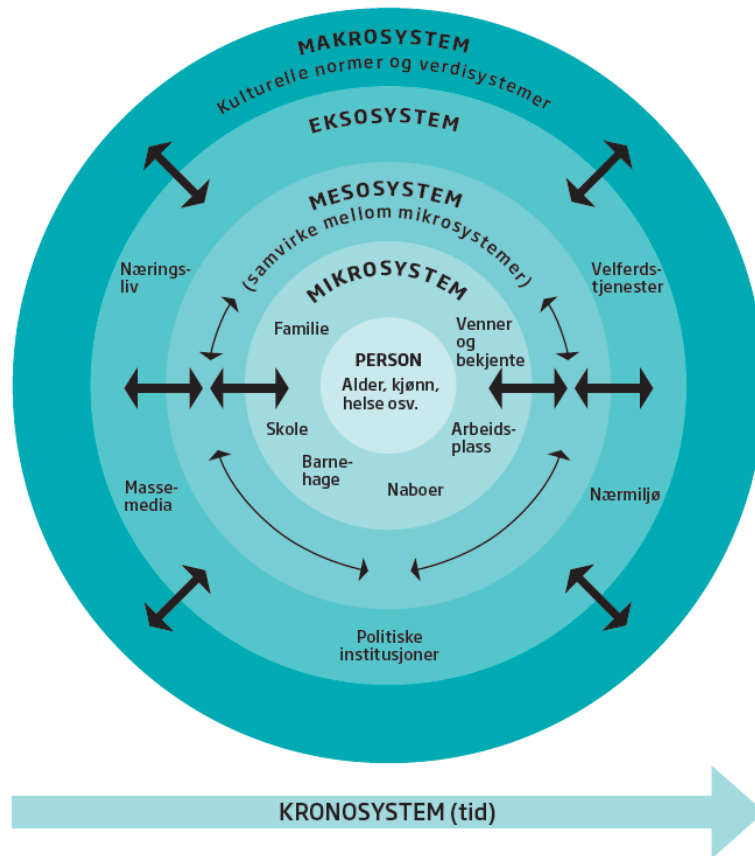 MAKROSYSTEM
Kulturelle normer og verdisystemer
EKSOSYSTEM
MESOSYSTEM
(samvirke mellom mikrosystemer)
MIKROSYSTEM
Nærings-
liv
Velferds-
tjenester
Familie
Venner
og
bekjente
PERSON
Alder, kjønn,
helse osv.
Skole
Barne-
hage
Naboer
Arbeids-
plass
Masse-
media
Nærmiljø
Politiske
institusjoner
KRONOSYSTEM (tid)